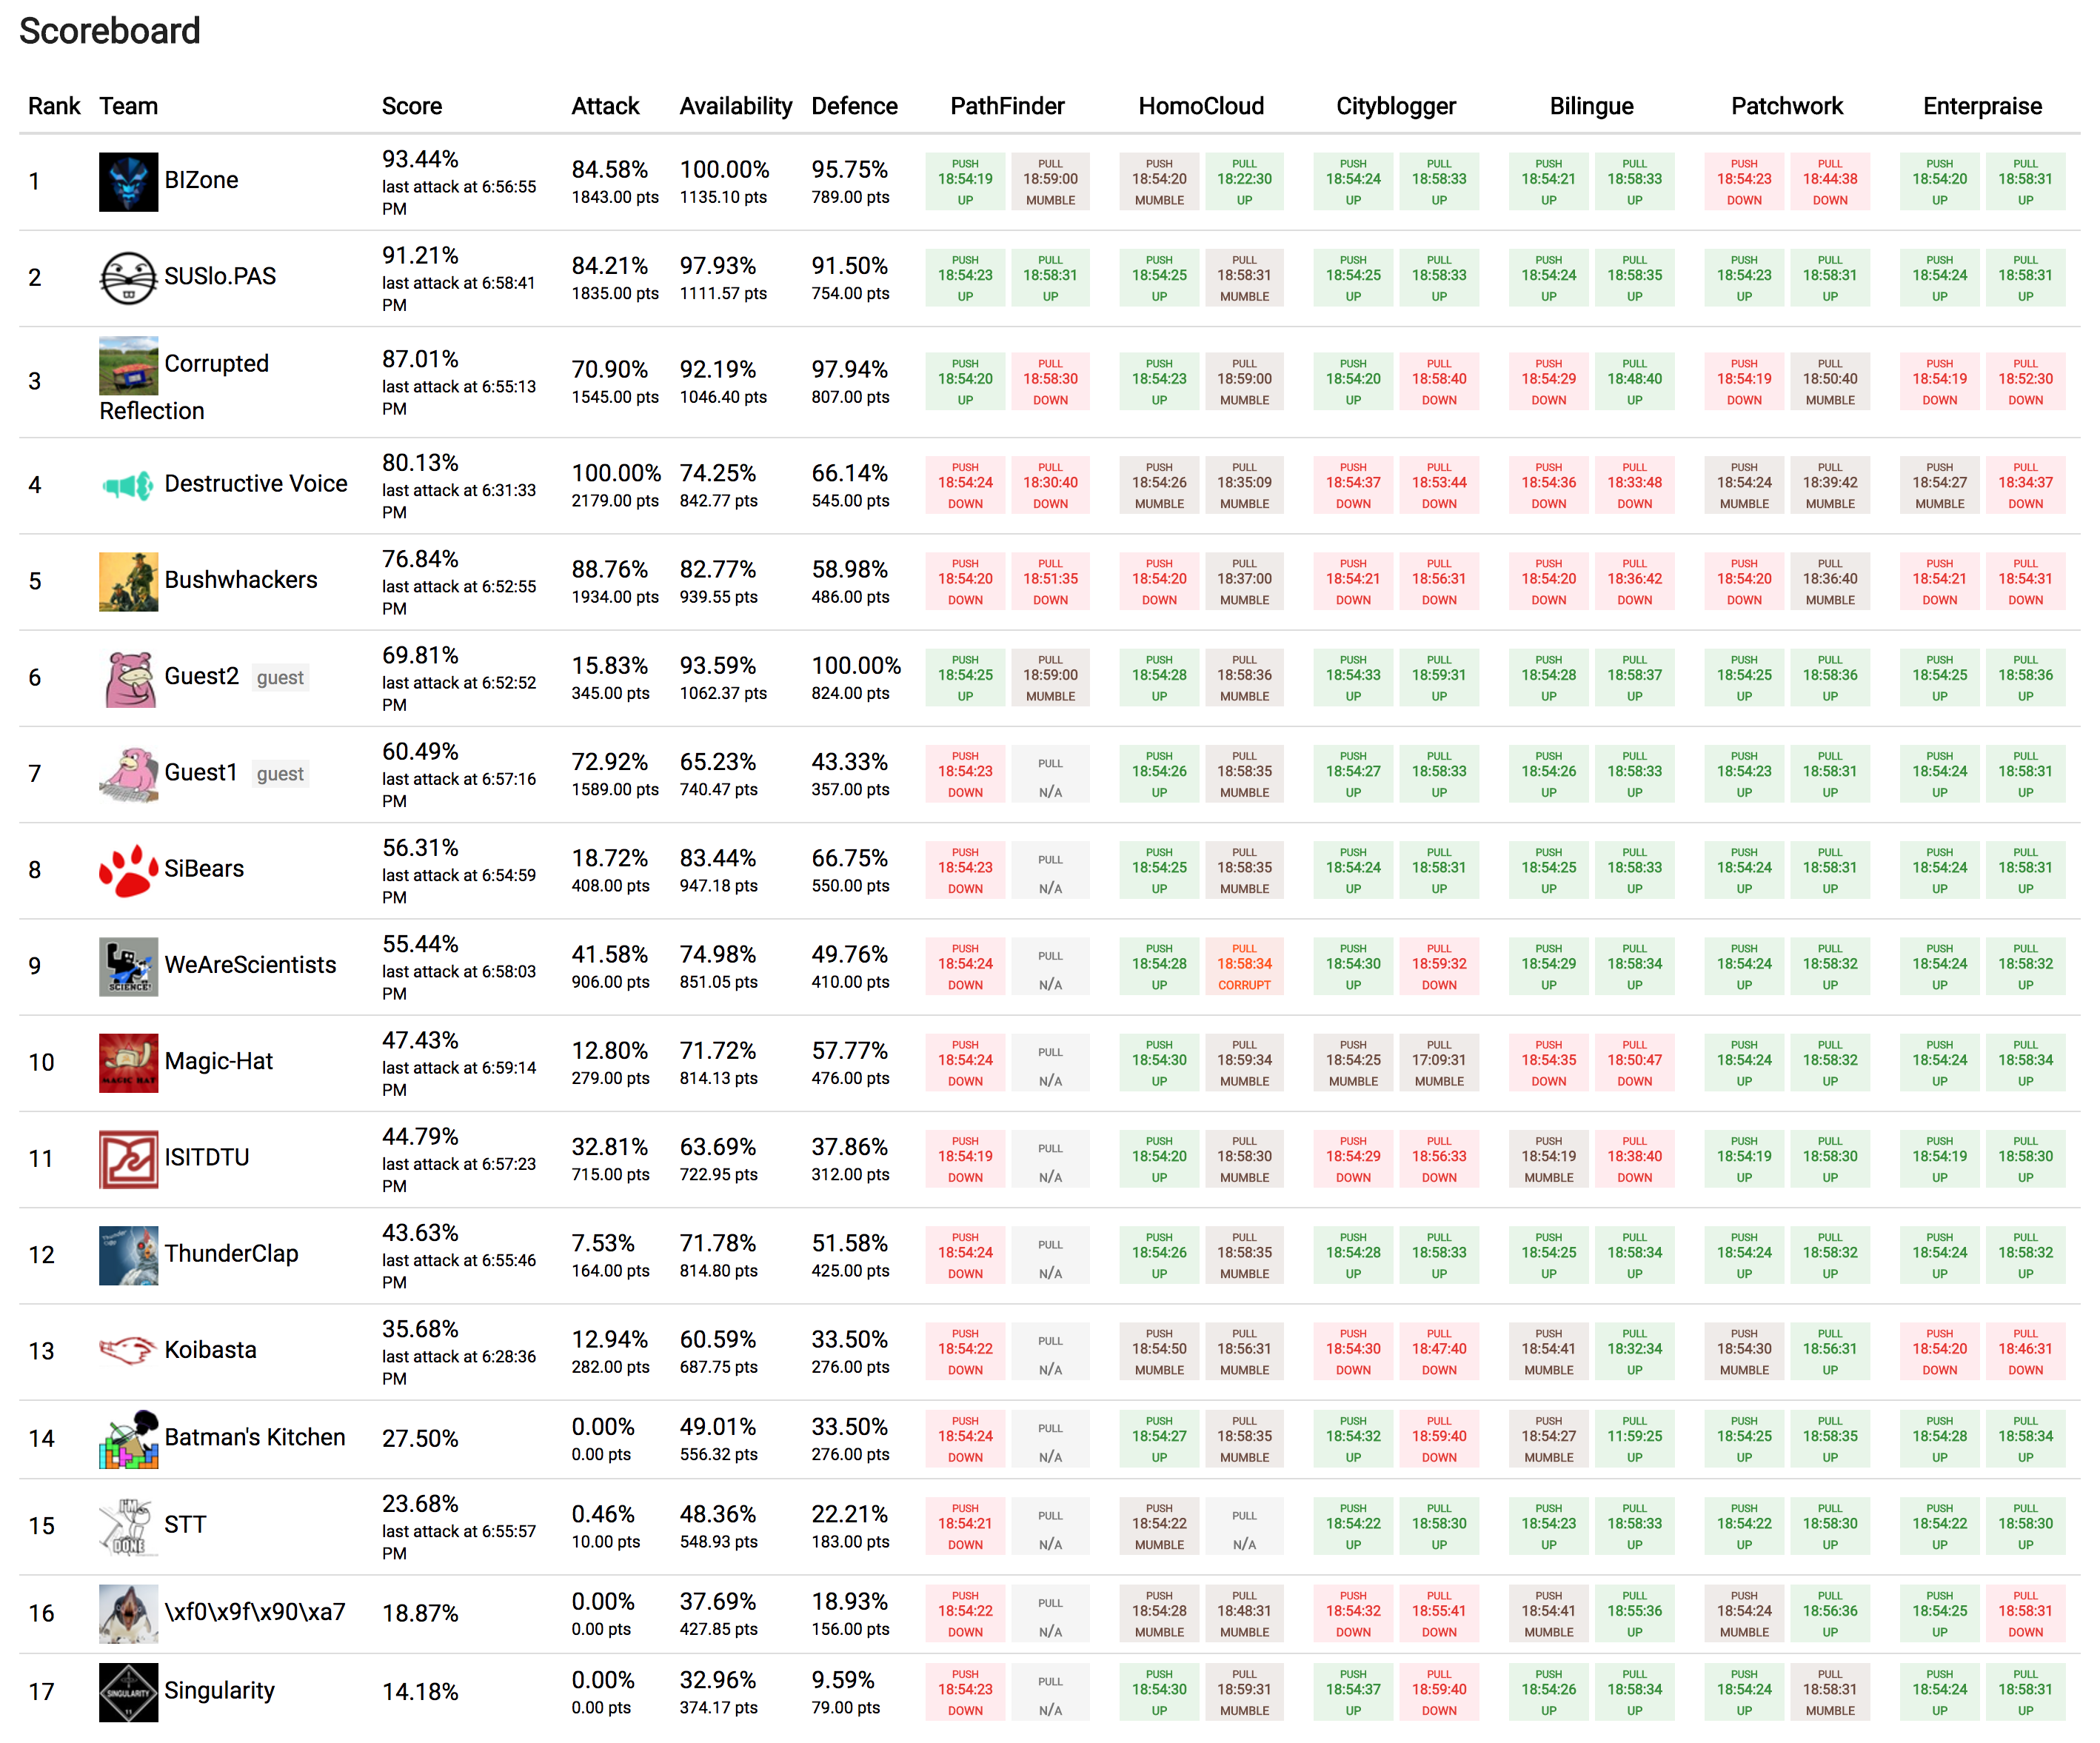 Scoreboard
Rank Team Score Attack Availability Defence PathFinder HomoCloud Cityblogger Bilingue Patchwork Enterpraise
1 BIZone 93.44% last attack at 6:56:55 PM 84.58% 1843.00 pts 100.00% 1135.10 pts 95.75% 789.00 pts PUSH 18:54:19 UP PULL 18:59:00 MUMBLE PUSH 18:54:20 MUMBLE PULL 18:22:30 UP PUSH 18:54:24 UP PULL 18:58:33 UP PUSH 18:54:21 UP PULL 18:58:33 UP PUSH 18:54:23 DOWN PULL 18:44:38 DOWN PUSH 18:54:20 UP PULL 18:58:31 UP
2 SUSlo.PAS 91.21% last attack at 6:58:41 PM 84.21% 1835.00 pts 97.93% 1111.57 pts 91.50% 754.00 pts PUSH 18:54:23 UP PULL 18:58:31 UP PUSH 18:54:25 UP PULL 18:58:31 MUMBLE PUSH 18:54:25 UP PULL 18:58:33 UP PUSH 18:54:24 UP PULL 18:58:35 UP PUSH 18:54:23 UP PULL 18:58:31 UP PUSH 18:54:24 UP PULL 18:58:31 UP
3 Corrupted Reflection 87.01% last attack at 6:55:13 PM 70.90% 1545.00 pts 92.19% 1046.40 pts 97.94% 807.00 pts PUSH 18:54:20 UP PULL 18:58:30 DOWN PUSH 18:54:23 UP PULL 18:59:00 MUMBLE PUSH 18:54:20 UP PULL 18:58:40 DOWN PUSH 18:54:29 DOWN PULL 18:48:40 UP PUSH 18:54:19 DOWN PULL 18:50:40 MUMBLE PUSH 18:54:19 DOWN PULL 18:52:30 DOWN
4 Destructive Voice 80.13% last attack at 6:31:33 PM 100.00% 2179.00 pts 74.25% 842.77 pts 66.14% 545.00 pts PUSH 18:54:24 DOWN PULL 18:30:40 DOWN PUSH 18:54:26 MUMBLE PULL 18:35:09 MUMBLE PUSH 18:54:37 DOWN PULL 18:53:44 DOWN PUSH 18:54:36 DOWN PULL 18:33:48 DOWN PUSH 18:54:24 MUMBLE PULL 18:39:42 MUMBLE PUSH 18:54:27 MUMBLE PULL 18:34:37 DOWN
5 Bushwhackers 76.84% last attack at 6:52:55 PM 88.76% 1934.00 pts 82.77% 939.55 pts 58.98% 486.00 pts PUSH 18:54:20 DOWN PULL 18:51:35 DOWN PUSH 18:54:20 DOWN PULL 18:37:00 MUMBLE PUSH 18:54:21 DOWN PULL 18:56:31 DOWN PUSH 18:54:20 DOWN PULL 18:36:42 DOWN PUSH 18:54:20 DOWN PULL 18:36:40 MUMBLE PUSH 18:54:21 DOWN PULL 18:54:31 DOWN
6 Guest2 guest 69.81% last attack at 6:52:52 PM 15.83% 345.00 pts 93.59% 1062.37 pts 100.00% 824.00 pts PUSH 18:54:25 UP PULL 18:59:00 MUMBLE PUSH 18:54:28 UP PULL 18:58:36 MUMBLE PUSH 18:54:33 UP PULL 18:59:31 UP PUSH 18:54:28 UP PULL 18:58:37 UP PUSH 18:54:25 UP PULL 18:58:36 UP PUSH 18:54:25 UP PULL 18:58:36 UP
7 Guest1 guest 60.49% last attack at 6:57:16 PM 72.92% 1589.00 pts 65.23% 740.47 pts 43.33% 357.00 pts PUSH 18:54:23 DOWN PULL N/A PUSH 18:54:26 UP PULL 18:58:35 MUMBLE PUSH 18:54:27 UP PULL 18:58:33 UP PUSH 18:54:26 UP PULL 18:58:33 UP PUSH 18:54:23 UP PULL 18:58:31 UP PUSH 18:54:24 UP PULL 18:58:31 UP
8 SiBears 56.31% last attack at 6:54:59 PM 18.72% 408.00 pts 83.44% 947.18 pts 66.75% 550.00 pts PUSH 18:54:23 DOWN PULL N/A PUSH 18:54:25 UP PULL 18:58:35 MUMBLE PUSH 18:54:24 UP PULL 18:58:31 UP PUSH 18:54:25 UP PULL 18:58:33 UP PUSH 18:54:24 UP PULL 18:58:31 UP PUSH 18:54:24 UP PULL 18:58:31 UP
9 SCIENCE! WeAreScientists 55.44% last attack at 6:58:03 PM 41.58% 906.00 pts 74.98% 851.05 pts 49.76% 410.00 pts PUSH 18:54:24 DOWN PULL N/A PUSH 18:54:28 UP PULL 18:58:34 CORRUPT PUSH 18:54:30 UP PULL 18:59:32 DOWN PUSH 18:54:29 UP PULL 18:58:34 UP PUSH 18:54:24 UP PULL 18:58:32 UP PUSH 18:54:24 UP PULL 18:58:32 UP
10 MAGIC HAT Magic-Hat 47.43% last attack at 6:59:14 PM 12.80% 279.00 pts 71.72% 814.13 pts 57.77% 476.00 pts PUSH 18:54:24 DOWN PULL N/A PUSH 18:54:30 UP PULL 18:59:34 MUMBLE PUSH 18:54:25 MUMBLE PULL 17:09:31 MUMBLE PUSH 18:54:35 DOWN PULL 18:50:47 DOWN PUSH 18:54:24 UP PULL 18:58:32 UP PUSH 18:54:24 UP PULL 18:58:34 UP
11 ISITDTU 44.79% last attack at 6:57:23 PM 32.81% 715.00 pts 63.69% 722.95 pts 37.86% 312.00 pts PUSH 18:54:19 DOWN PULL N/A PUSH 18:54:20 UP PULL 18:58:30 MUMBLE PUSH 18:54:29 DOWN PULL 18:56:33 DOWN PUSH 18:54:19 MUMBLE PULL 18:38:40 DOWN PUSH 18:54:19 UP PULL 18:58:30 UP PUSH 18:54:19 UP PULL 18:58:30 UP
12 ThunderClap 43.63% last attack at 6:55:46 PM 7.53% 164.00 pts 71.78% 814.80 pts 51.58% 425.00 pts PUSH 18:54:24 DOWN PULL N/A PUSH 18:54:26 UP PULL 18:58:35 MUMBLE PUSH 18:54:28 UP PULL 18:58:33 UP PUSH 18:54:25 UP PULL 18:58:34 UP PUSH 18:54:24 UP PULL 18:58:32 UP PUSH 18:54:24 UP PULL 18:58:32 UP
13 Koibasta 35.68% last attack at 6:28:36 PM 12.94% 282.00 pts 60.59% 687.75 pts 33.50% 276.00 pts PUSH 18:54:22 DOWN PULL N/A PUSH 18:54:50 MUMBLE PULL 18:56:31 MUMBLE PUSH 18:54:30 DOWN PULL 18:47:40 DOWN PUSH 18:54:41 MUMBLE PULL 18:32:34 UP PUSH 18:54:30 MUMBLE PULL 18:56:31 UP PUSH 18:54:20 DOWN PULL 18:46:31 DOWN
14 Batman's Kitchen 27.50% 0.00% 0.00 pts 49.01% 556.32 pts 33.50% 276.00 pts PUSH 18:54:24 DOWN PULL N/A PUSH 18:54:27 UP PULL 18:58:35 MUMBLE PUSH 18:54:32 UP PULL 18:59:40 DOWN PUSH 18:54:27 MUMBLE PULL 11:59:25 UP PUSH 18:54:25 UP PULL 18:58:35 UP PUSH 18:54:28 UP PULL 18:58:34 UP
15 I'M DONE STT 23.68% last attack at 6:55:57 PM 0.46% 10.00 pts 48.36% 548.93 pts 22.21% 183.00 pts PUSH 18:54:21 DOWN PULL N/A PUSH 18:54:22 MUMBLE PULL N/A PUSH 18:54:22 UP PULL 18:58:30 UP PUSH 18:54:23 UP PULL 18:58:33 UP PUSH 18:54:22 UP PULL 18:58:30 UP PUSH 18:54:22 UP PULL 18:58:30 UP
16 \xf0\x9f\x90\xa7 18.87% 0.00% 0.00 pts 37.69% 427.85 pts 18.93% 156.00 pts PUSH 18:54:22 DOWN PULL N/A PUSH 18:54:28 MUMBLE PULL 18:48:31 MUMBLE PUSH 18:54:32 DOWN PULL 18:55:41 DOWN PUSH 18:54:41 MUMBLE PULL 18:55:36 UP PUSH 18:54:24 MUMBLE PULL 18:56:36 UP PUSH 18:54:25 UP PULL 18:58:31 DOWN
17 SINGULARITY Singularity 14.18% 0.00% 0.00 pts 32.96% 374.17 pts 9.59% 79.00 pts PUSH 18:54:23 DOWN PULL N/A PUSH 18:54:30 UP PULL 18:59:31 MUMBLE PUSH 18:54:37 UP PULL 18:59:40 DOWN PUSH 18:54:26 UP PULL 18:58:34 UP PUSH 18:54:24 UP PULL 18:58:31 MUMBLE PUSH 18:54:24 UP PULL 18:58:31 UP